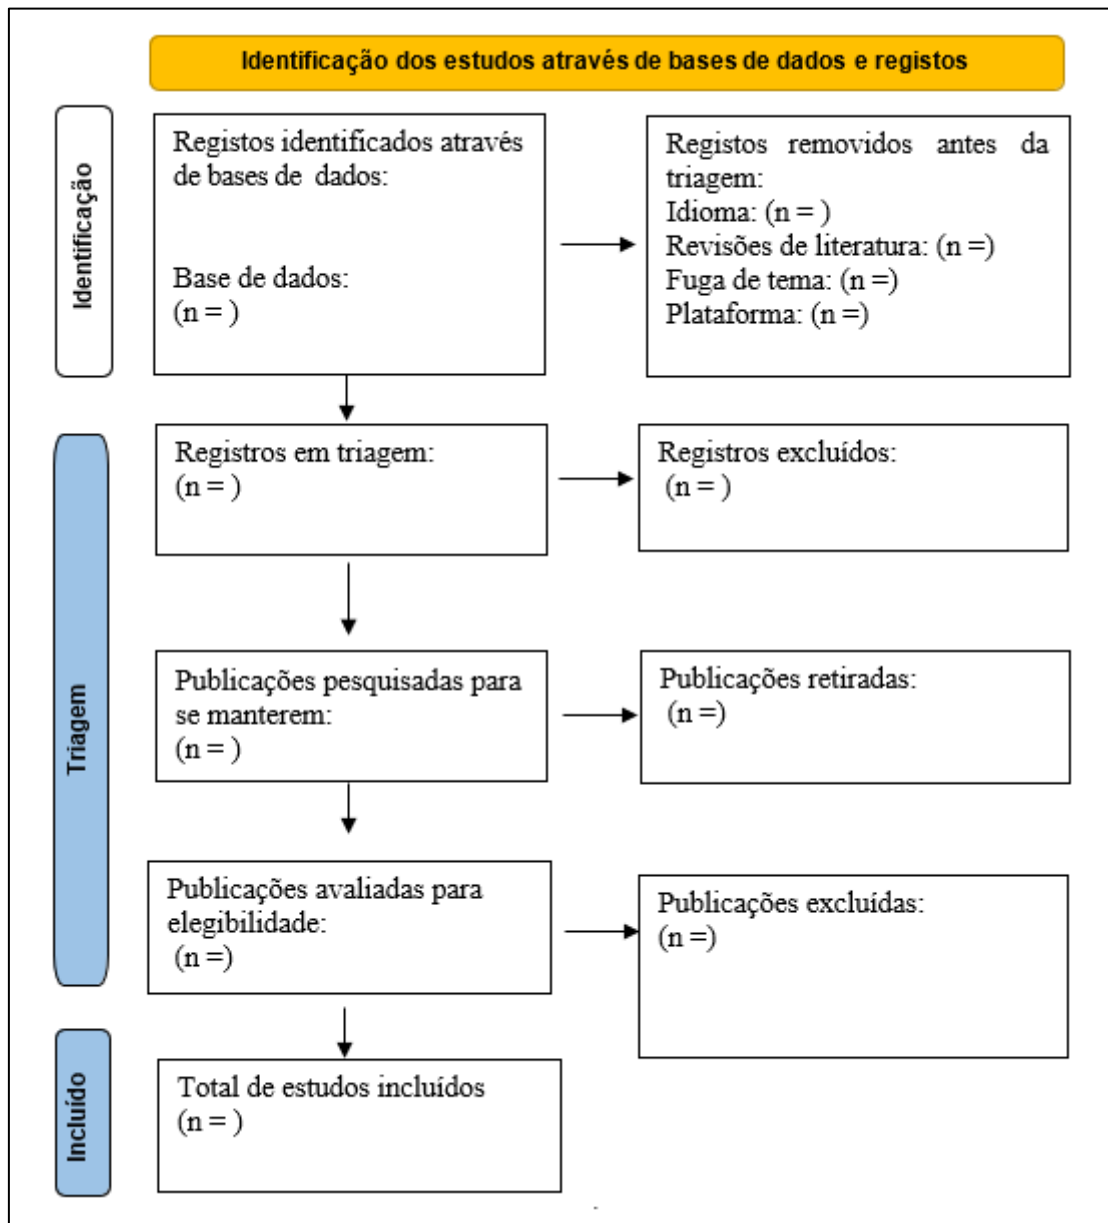 Identificação dos estudos através de bases de dados e registos
Identificação
Registos identificados através
de bases de dados:
Base de dados:
(n = )
Registos removidos antes da
triagem:
Idioma: (n = )
Revisões de literatura: (n =)
Fuga de tema: (n =)
Plataforma: (n =)
Triagem
Registros em triagem:
(n = )
Registros excluídos:
(n = )
Publicações pesquisadas para
se manterem:
(n = )
Publicações retiradas:
(n =)
Publicações avaliadas para
elegibilidade:
(n =)
Publicações excluídas:
(n =)
Incluído
Total de estudos incluídos
(n = )